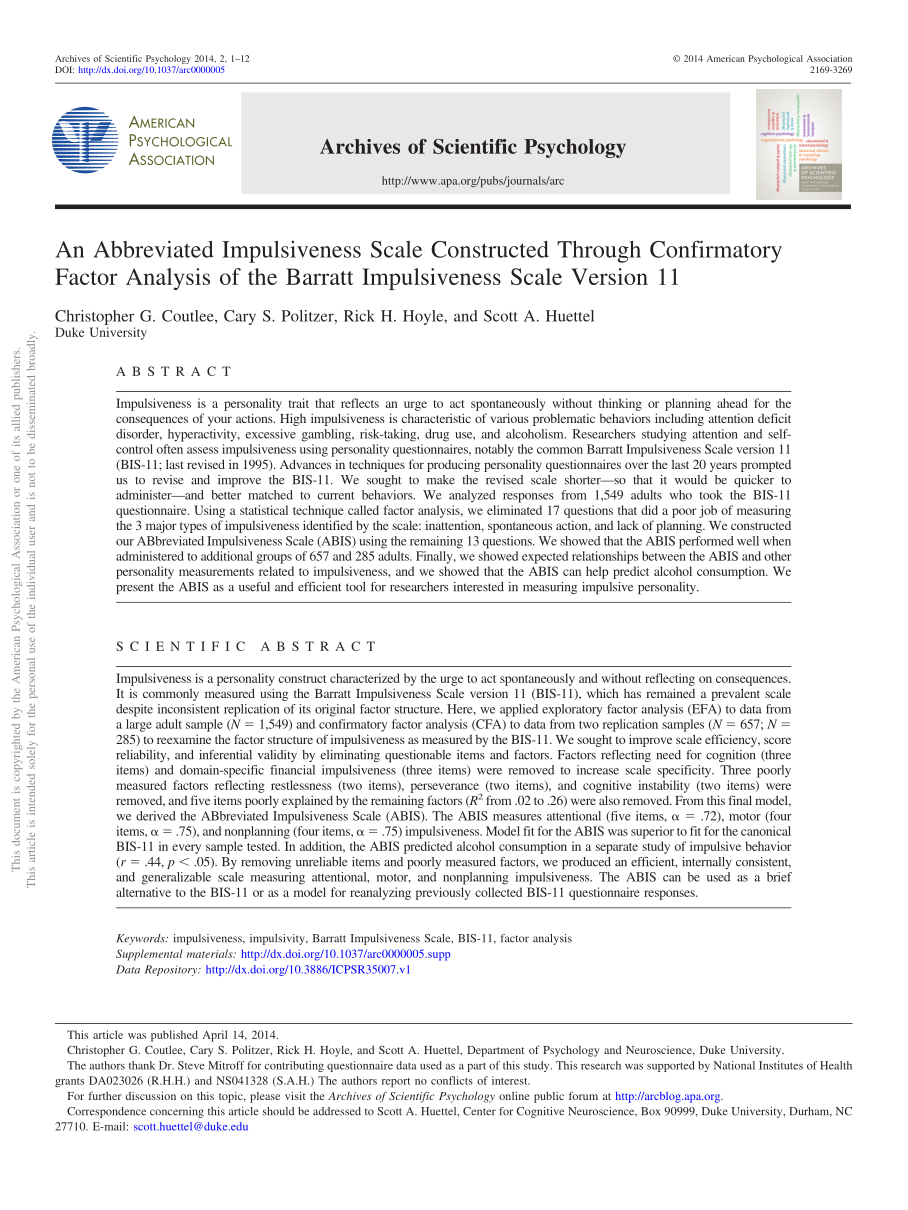 Archives of Scientific Psychology 2014, 2, 1–12
DOI: http://dx.doi.org/10.1037/arc0000005
© 2014 American Psychological Association
2169-3269
AMERICAN
PSYCHOLOGICAL
ASSOCIATION
Archives of Scientific Psychology
http://www.apa.org/pubs/journals/arc
ARCHIVES
OF SCIENTIFIC
PSYCHOLOGY
An Abbreviated Impulsiveness Scale Constructed Through Confirmatory
Factor Analysis of the Barratt Impulsiveness Scale Version 11
Christopher G. Coutlee, Cary S. Politzer, Rick H. Hoyle, and Scott A. Huettel
Duke University
ABSTRACT
Impulsiveness is a personality trait that reflects an urge to act spontaneously without thinking or planning ahead for the
consequences of your actions. High impulsiveness is characteristic of various problematic behaviors including attention deficit
disorder, hyperactivity, excessive gambling, risk-taking, drug use, and alcoholism. Researchers studying attention and self-
control often assess impulsiveness using personality questionnaires, notably the common Barratt Impulsiveness Scale version 11
(BIS-11; last revised in 1995). Advances in techniques for producing personality questionnaires over the last 20 years prompted
us to revise and improve the BIS-11. We sought to make the revised scale shorter—so that it would be quicker to
administer—and better matched to current behaviors. We analyzed responses from 1,549 adults who took the BIS-11
questionnaire. Using a statistical technique called factor analysis, we eliminated 17 questions that did a poor job of measuring
the 3 major types of impulsiveness identified by the scale: inattention, spontaneous action, and lack of planning. We constructed
our ABbreviated Impulsiveness Scale (ABIS) using the remaining 13 questions. We showed that the ABIS performed well when
administered to additional groups of 657 and 285 adults. Finally, we showed expected relationships between the ABIS and other
personality measurements related to impulsiveness, and we showed that the ABIS can help predict alcohol consumption. We
present the ABIS as a useful and efficient tool for researchers interested in measuring impulsive personality.
SCIENTIFIC ABSTRACT
Impulsiveness is a personality construct characterized by the urge to act spontaneously and without reflecting on consequences.
It is commonly measured using the Barratt Impulsiveness Scale version 11 (BIS-11), which has remained a prevalent scale
despite inconsistent replication of its original factor structure. Here, we applied exploratory factor analysis (EFA) to data from
a large adult sample (N = 1,549) and confirmatory factor analysis (CFA) to data from two replication samples (N = 657; N =
285) to reexamine the factor structure of impulsiveness as measured by the BIS-11. We sought to improve scale efficiency, score
reliability, and inferential validity by eliminating questionable items and factors. Factors reflecting need for cognition (three
items) and domain-specific financial impulsiveness (three items) were removed to increase scale specificity. Three poorly
measured factors reflecting restlessness (two items), perseverance (two items), and cognitive instability (two items) were
removed, and five items poorly explained by the remaining factors (R² from .02 to .26) were also removed. From this final model,
we derived the ABbreviated Impulsiveness Scale (ABIS). The ABIS measures attentional (five items, α = .72), motor (four
items, α = .75), and nonplanning (four items, α = .75) impulsiveness. Model fit for the ABIS was superior to fit for the canonical
BIS-11 in every sample tested. In addition, the ABIS predicted alcohol consumption in a separate study of impulsive behavior
(r = .44, p < .05). By removing unreliable items and poorly measured factors, we produced an efficient, internally consistent,
and generalizable scale measuring attentional, motor, and nonplanning impulsiveness. The ABIS can be used as a brief
alternative to the BIS-11 or as a model for reanalyzing previously collected BIS-11 questionnaire responses.
Keywords: impulsiveness, impulsivity, Barratt Impulsiveness Scale, BIS-11, factor analysis
Supplemental materials: http://dx.doi.org/10.1037/arc0000005.supp
Data Repository: http://dx.doi.org/10.3886/ICPSR35007.v1
This article was published April 14, 2014.
Christopher G. Coutlee, Cary S. Politzer, Rick H. Hoyle, and Scott A. Huettel, Department of Psychology and Neuroscience, Duke University.
The authors thank Dr. Steve Mitroff for contributing questionnaire data used as a part of this study. This research was supported by National Institutes of Health
grants DA023026 (R.H.H.) and NS041328 (S.A.H.) The authors report no conflicts of interest.
For further discussion on this topic, please visit the Archives of Scientific Psychology online public forum at http://arcblog.apa.org.
Correspondence concerning this article should be addressed to Scott A. Huettel, Center for Cognitive Neuroscience, Box 90999, Duke University, Durham, NC
27710. E-mail: scott.huettel@duke.edu
This document is copyrighted by the American Psychological Association or one of its allied publishers.
This article is intended solely for the personal use of the individual user and is not to be disseminated broadly.